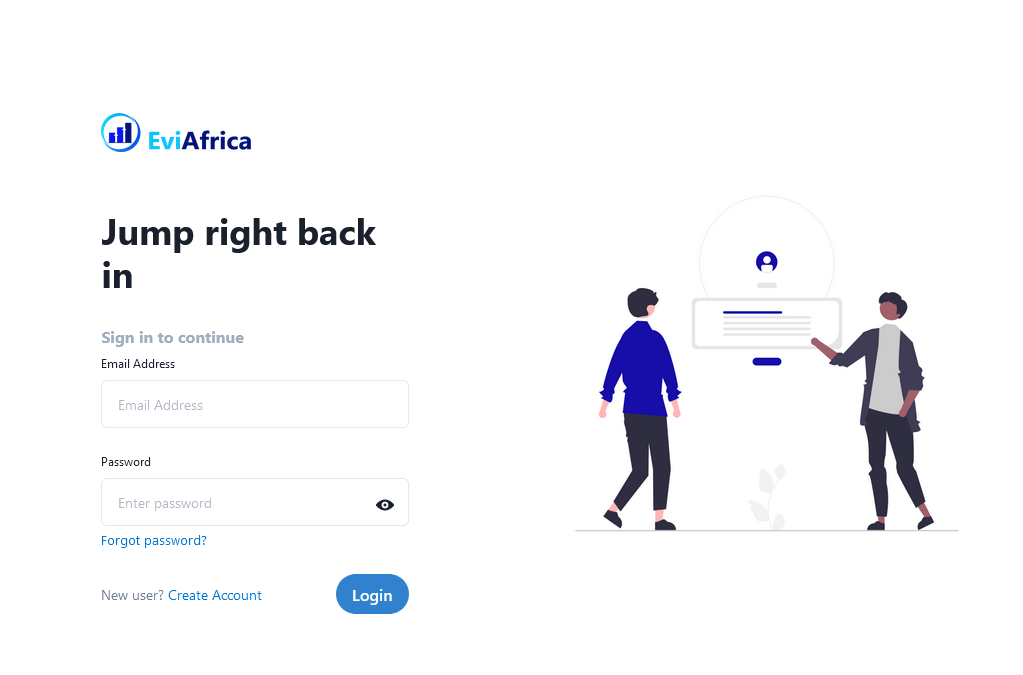 EviAfrica
Jump right back
in
Sign in to continue
Email Address
Email Address
Password
Enter password
Forgot password?
New user? Create Account
Login